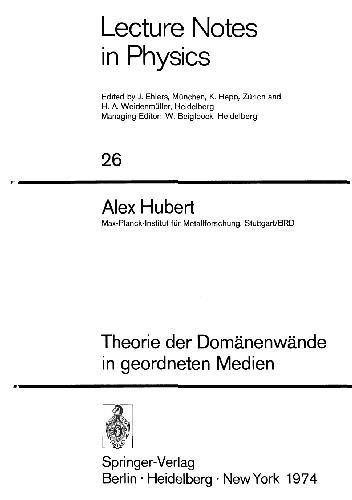 Lecture Notes
in Physics
Edited by J. Ehlers, München, K. Hepp, Zürich and
H. A. Weidenmüller, Heidelberg
Managing Editor: W. Beiglböck, Heidelberg
26
Alex Hubert
Max-Planck-Institut für Metallforschung, Stuttgart/BRD
Theorie der Domänenwände
in geordneten Medien
Springer-Verlag
Berlin · Heidelberg · New York 1974